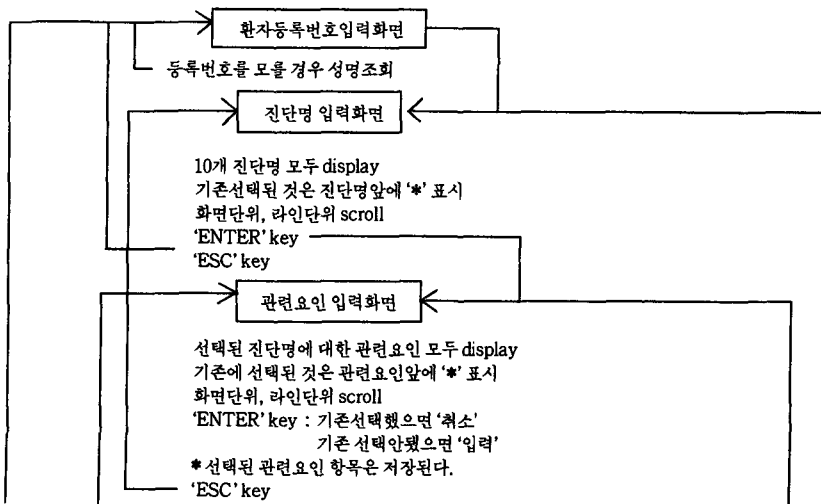 환자등록번호입력화면
등록번호를 모를 경우 성명조회
진단명 입력화면
10개 진단명 모두 display
기존선택된 것은 진단명앞에 '*' 표시
화면단위, 라인단위 scroll
'ENTER' key
'ESC' key
관련요인 입력화면
선택된 진단명에 대한 관련요인 모두 display
기존에 선택된 것은 관련요인앞에 '*' 표시
화면단위, 라인단위 scroll
'ENTER' key : 기존선택했으면 '취소'
기존 선택안됐으면 '입력'
* 선택된 관련요인 항목은 저장된다.
'ESC' key